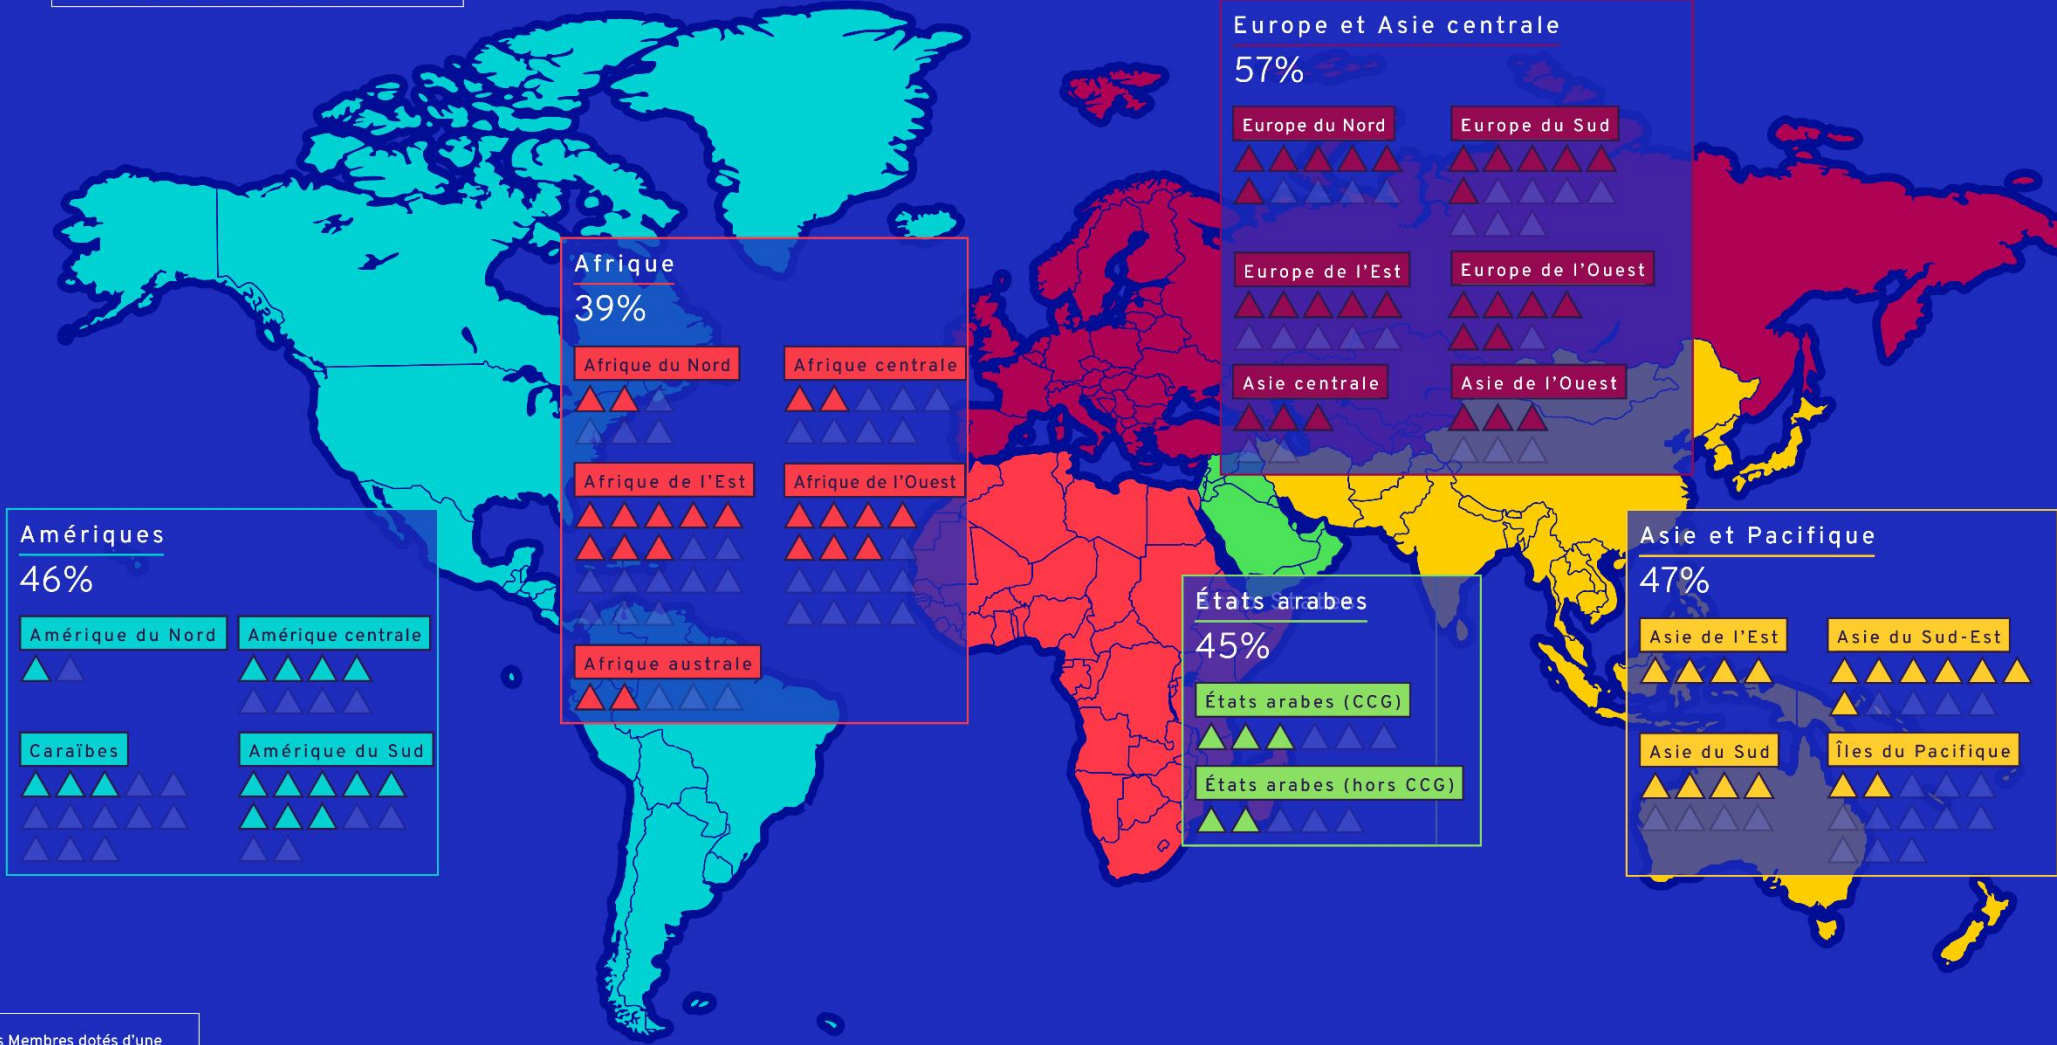 Europe et Asie centrale
57%
Europe du Nord
Europe du Sud
Europe de l'Est
Europe de l'Ouest
Asie centrale
Asie de l'Ouest
Afrique
39%
Afrique du Nord
Afrique centrale
Afrique de l'Est
Afrique de l'Ouest
Afrique australe
Amériques
46%
Amérique du Nord
Amérique centrale
Caraïbes
Amérique du Sud
États arabes
45%
États arabes (CCG)
États arabes (hors CCG)
Asie et Pacifique
47%
Asie de l'Est
Asie du Sud-Est
Asie du Sud
Îles du Pacifique
s Membres dotés d'une